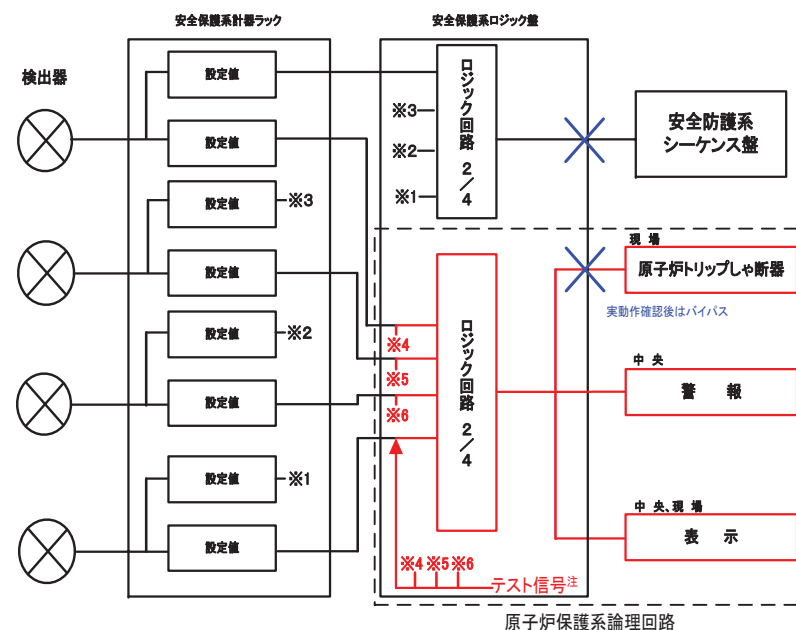 安全保護系計器ラック
安全保護系ロジック盤
検出器
設定値
設定値
設定値
設定値
設定値
設定値
設定値
設定値
※3
※2
※1
ロジック回路 2/4
※3
※2
※1
安全防護系
シーケンス盤
ロジック回路 2/4
※4
※5
※6
現 場
原子炉トリップしゃ断器
実動作確認後はバイパス
中 央
警 報
中 央、現 場
表 示
※4 ※5 ※6
テスト信号注
原子炉保護系論理回路